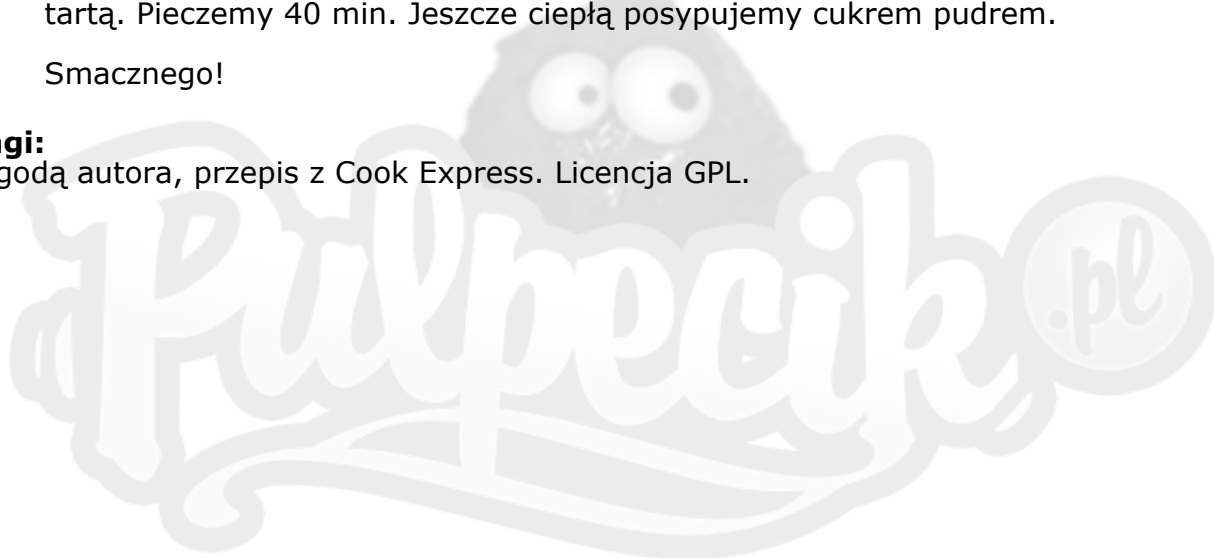 tartą. Pieczemy 40 min. Jeszcze ciepłą posypujemy cukrem pudrem.
Smacznego!
gi:
godą autora, przepis z Cook Express. Licencja GPL.
Pulpecik .pl